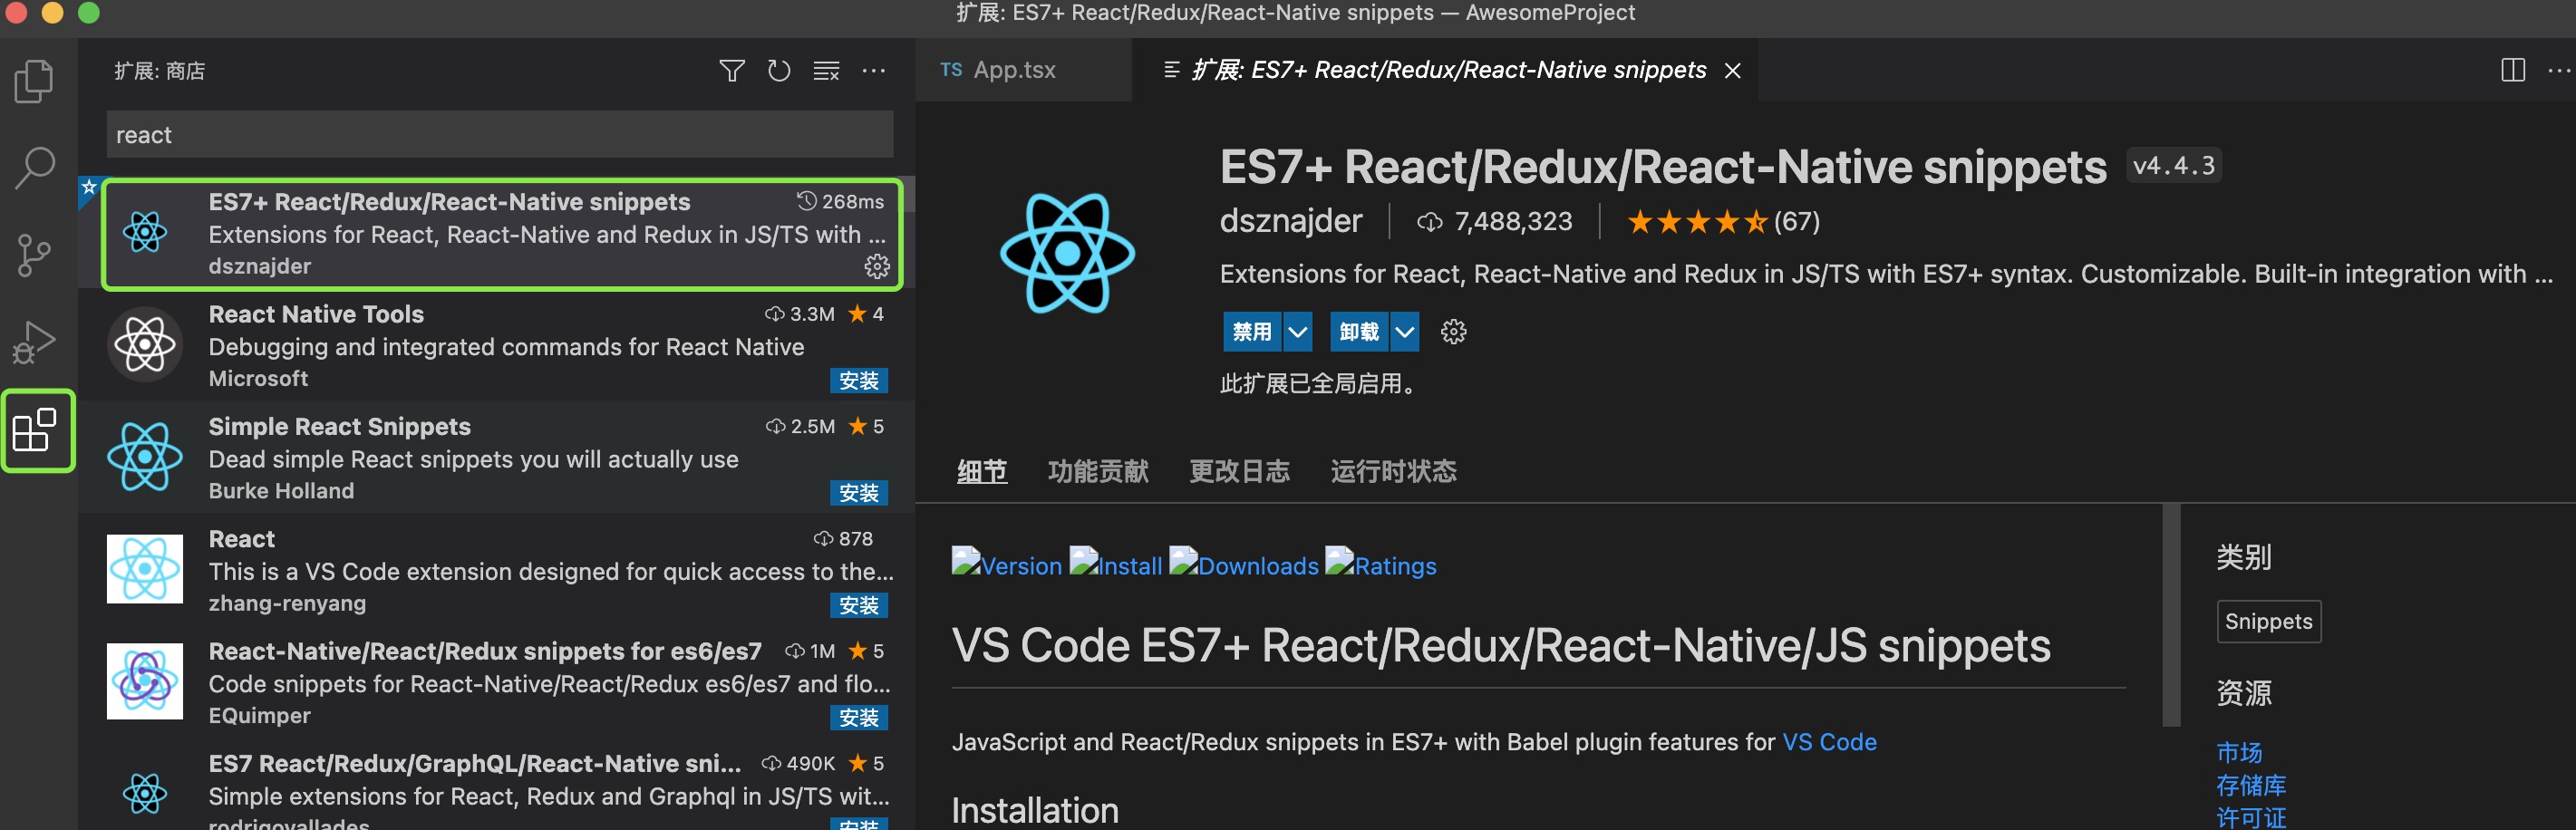 扩展: ES7+ React/Redux/React-Native snippets — AwesomeProject
扩展: 商店
react
ES7+ React/Redux/React-Native snippets 268ms
Extensions for React, React-Native and Redux in JS/TS with ...
dsznajder
React Native Tools 3.3M 4
Debugging and integrated commands for React Native
Microsoft 安装
Simple React Snippets 2.5M 5
Dead simple React snippets you will actually use
Burke Holland 安装
React 878
This is a VS Code extension designed for quick access to the...
zhang-renyang 安装
React-Native/React/Redux snippets for es6/es7 1M 5
Code snippets for React-Native/React/Redux es6/es7 and flo...
EQuimper 安装
ES7 React/Redux/GraphQL/React-Native sni... 490K 5
Simple extensions for React, Redux and Graphql in JS/TS wit...
rodrigovallades 安装
TS App.tsx 扩展: ES7+ React/Redux/React-Native snippets
ES7+ React/Redux/React-Native snippets v4.4.3
dsznajder 7,488,323 (67)
Extensions for React, React-Native and Redux in JS/TS with ES7+ syntax. Customizable. Built-in integration with ...
禁用 卸载
此扩展已全局启用。
细节 功能贡献 更改日志 运行时状态
Version Install Downloads Ratings
VS Code ES7+ React/Redux/React-Native/JS snippets
JavaScript and React/Redux snippets in ES7+ with Babel plugin features for VS Code
Installation
类别
Snippets
资源
市场
存储库
许可证